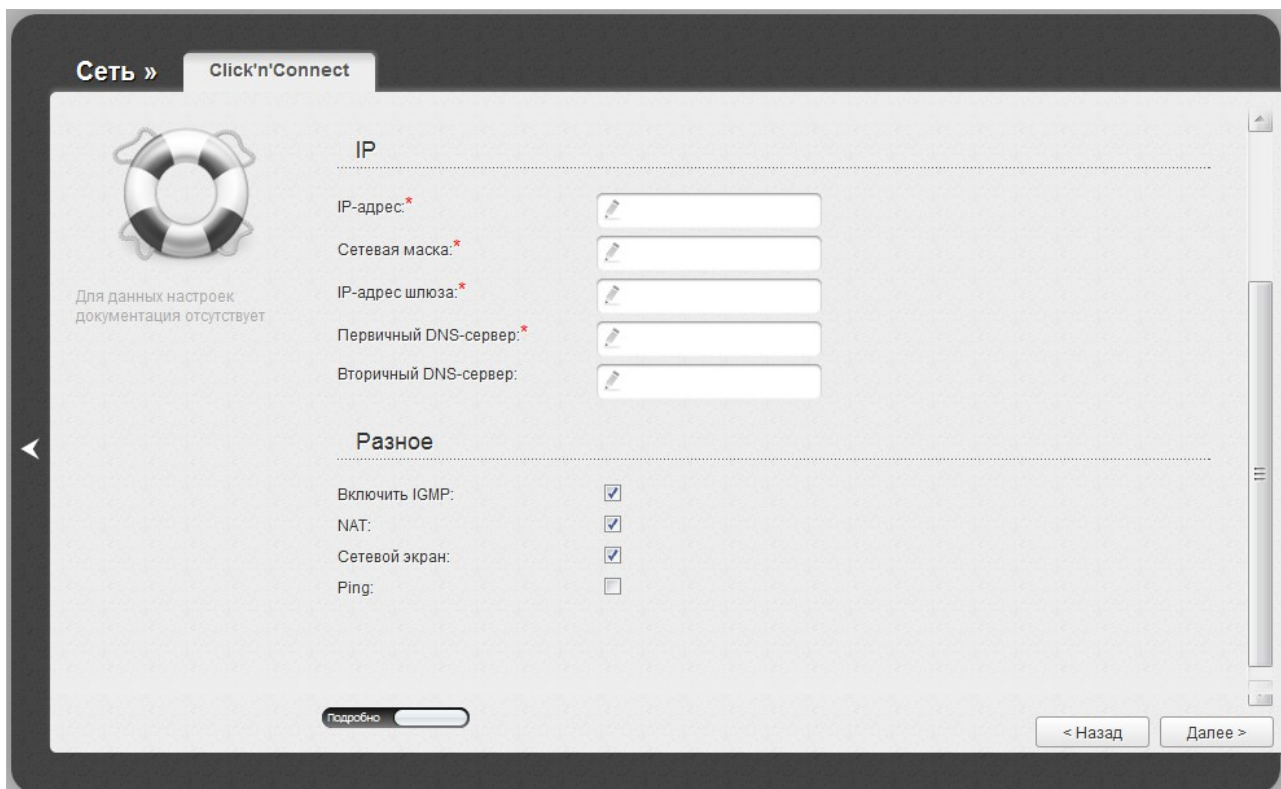 Сеть » Click'n'Connect
IP
IP-адрес:*
Сетевая маска:*
IP-адрес шлюза:*
Для данных настроек
документация отсутствует
Первичный DNS-сервер:*
Вторичный DNS-сервер:
Разное
Включить IGMP:
NAT:
Сетевой экран:
Ping:
Подробно
< Назад Далее >